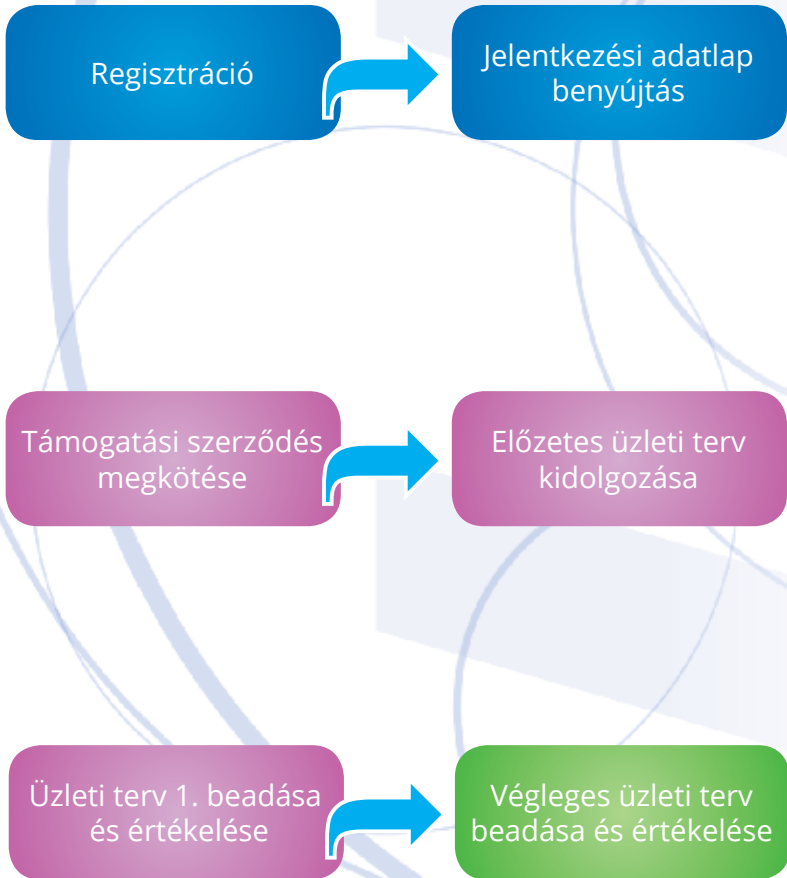 Regisztráció
Jelentkezési adatlap
benyújtás
Támogatási szerződés
megkötése
Előzetes üzleti terv
kidolgozása
Üzleti terv 1. beadása
és értékelése
Végleges üzleti terv
beadása és értékelése